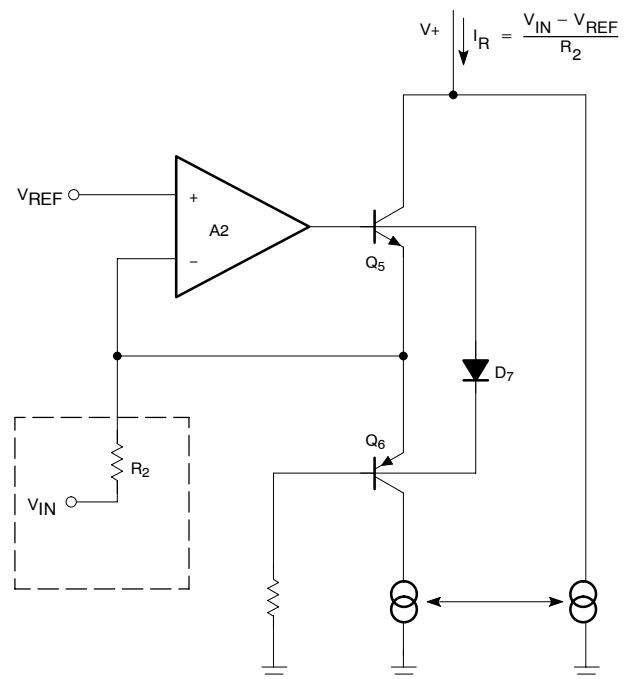 V+
I_R = (V_IN − V_REF) / R_2
V_REF
+
A2
−
Q_5
D_7
Q_6
R_2
V_IN